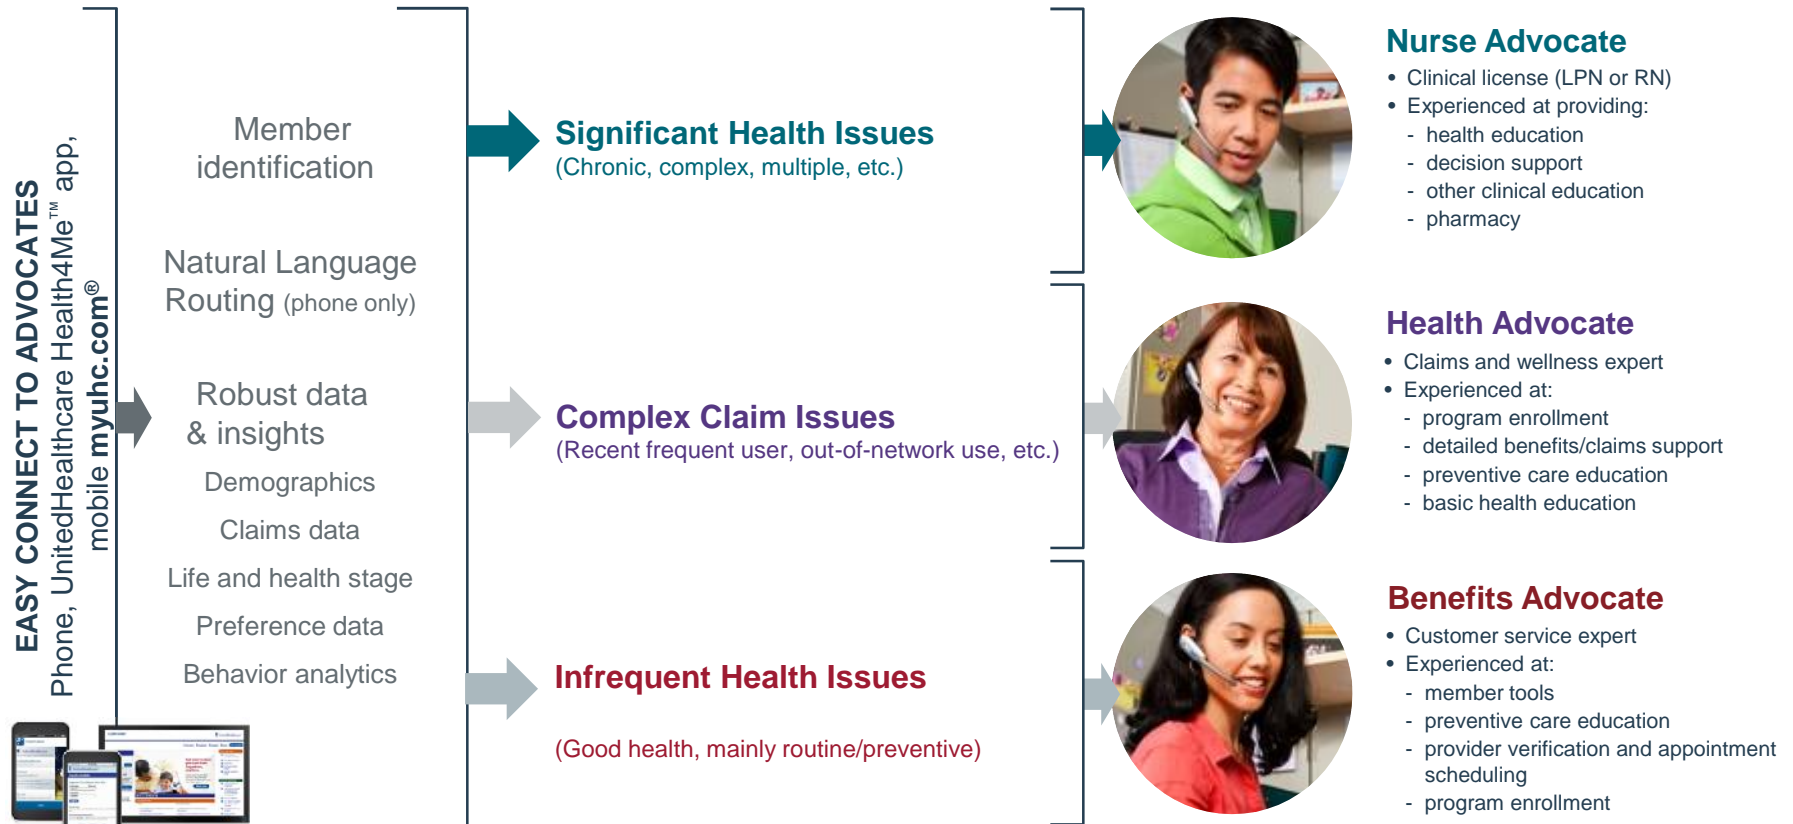 EASY CONNECT TO ADVOCATES
Phone, UnitedHealthcare Health4Me™ app,
mobile myuhc.com®
Member
identification
Natural Language
Routing (phone only)
Robust data
& insights
Demographics
Claims data
Life and health stage
Preference data
Behavior analytics
Significant Health Issues
(Chronic, complex, multiple, etc.)
Complex Claim Issues
(Recent frequent user, out-of-network use, etc.)
Infrequent Health Issues
(Good health, mainly routine/preventive)
Nurse Advocate
• Clinical license (LPN or RN)
• Experienced at providing:
- health education
- decision support
- other clinical education
- pharmacy
Health Advocate
• Claims and wellness expert
• Experienced at:
- program enrollment
- detailed benefits/claims support
- preventive care education
- basic health education
Benefits Advocate
• Customer service expert
• Experienced at:
- member tools
- preventive care education
- provider verification and appointment
scheduling
- program enrollment